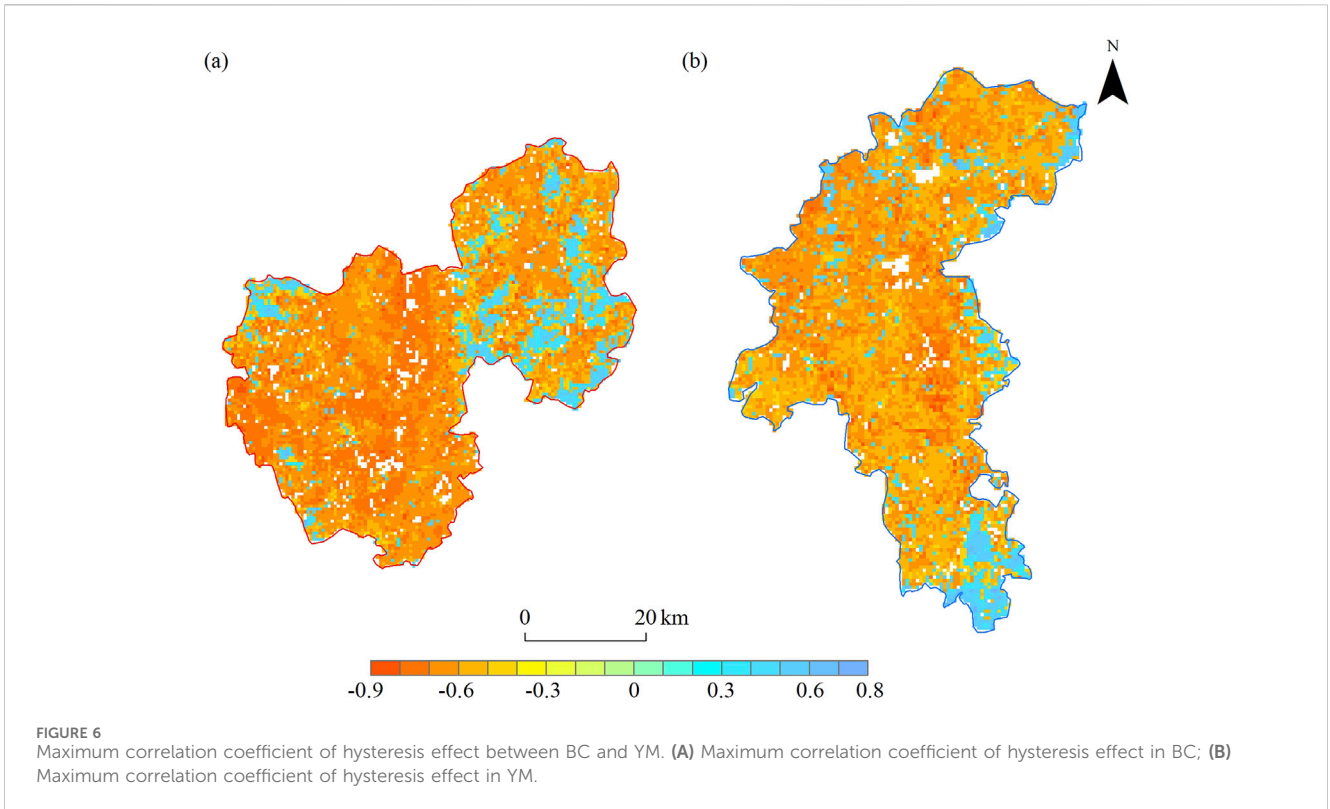 (a)
(b)
N
0 20 km
-0.9 -0.6 -0.3 0 0.3 0.6 0.8
FIGURE 6
Maximum correlation coefficient of hysteresis effect between BC and YM. (A) Maximum correlation coefficient of hysteresis effect in BC; (B)
Maximum correlation coefficient of hysteresis effect in YM.